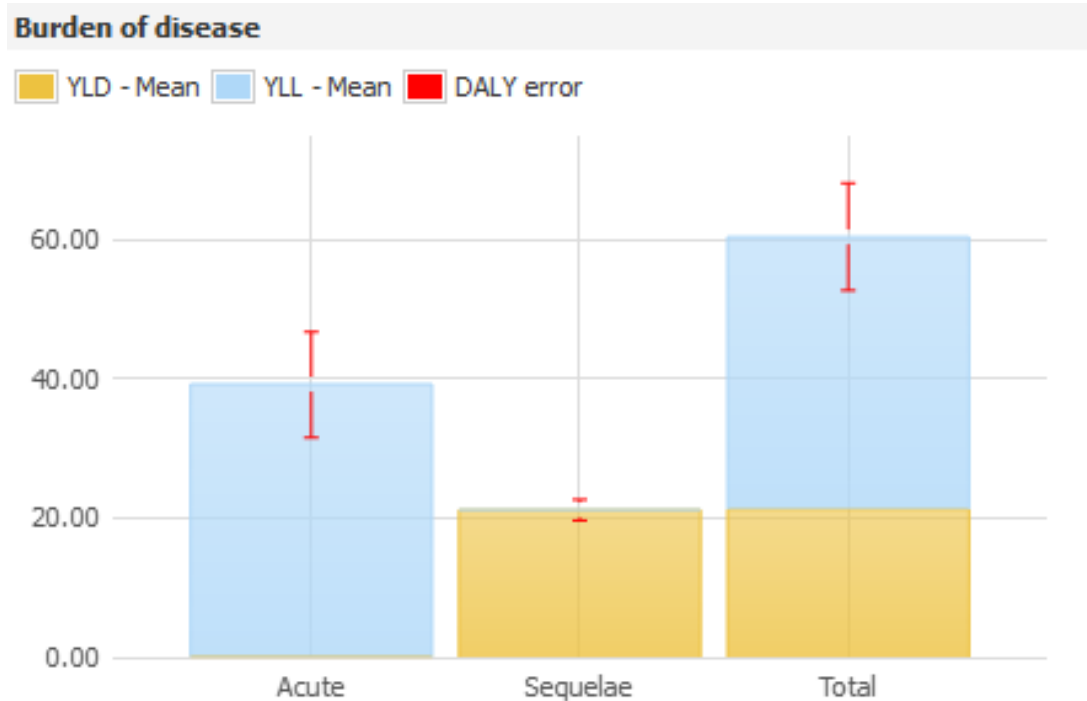 Burden of disease
YLD - Mean YLL - Mean DALY error
60.00
40.00
20.00
0.00
Acute Sequelae Total